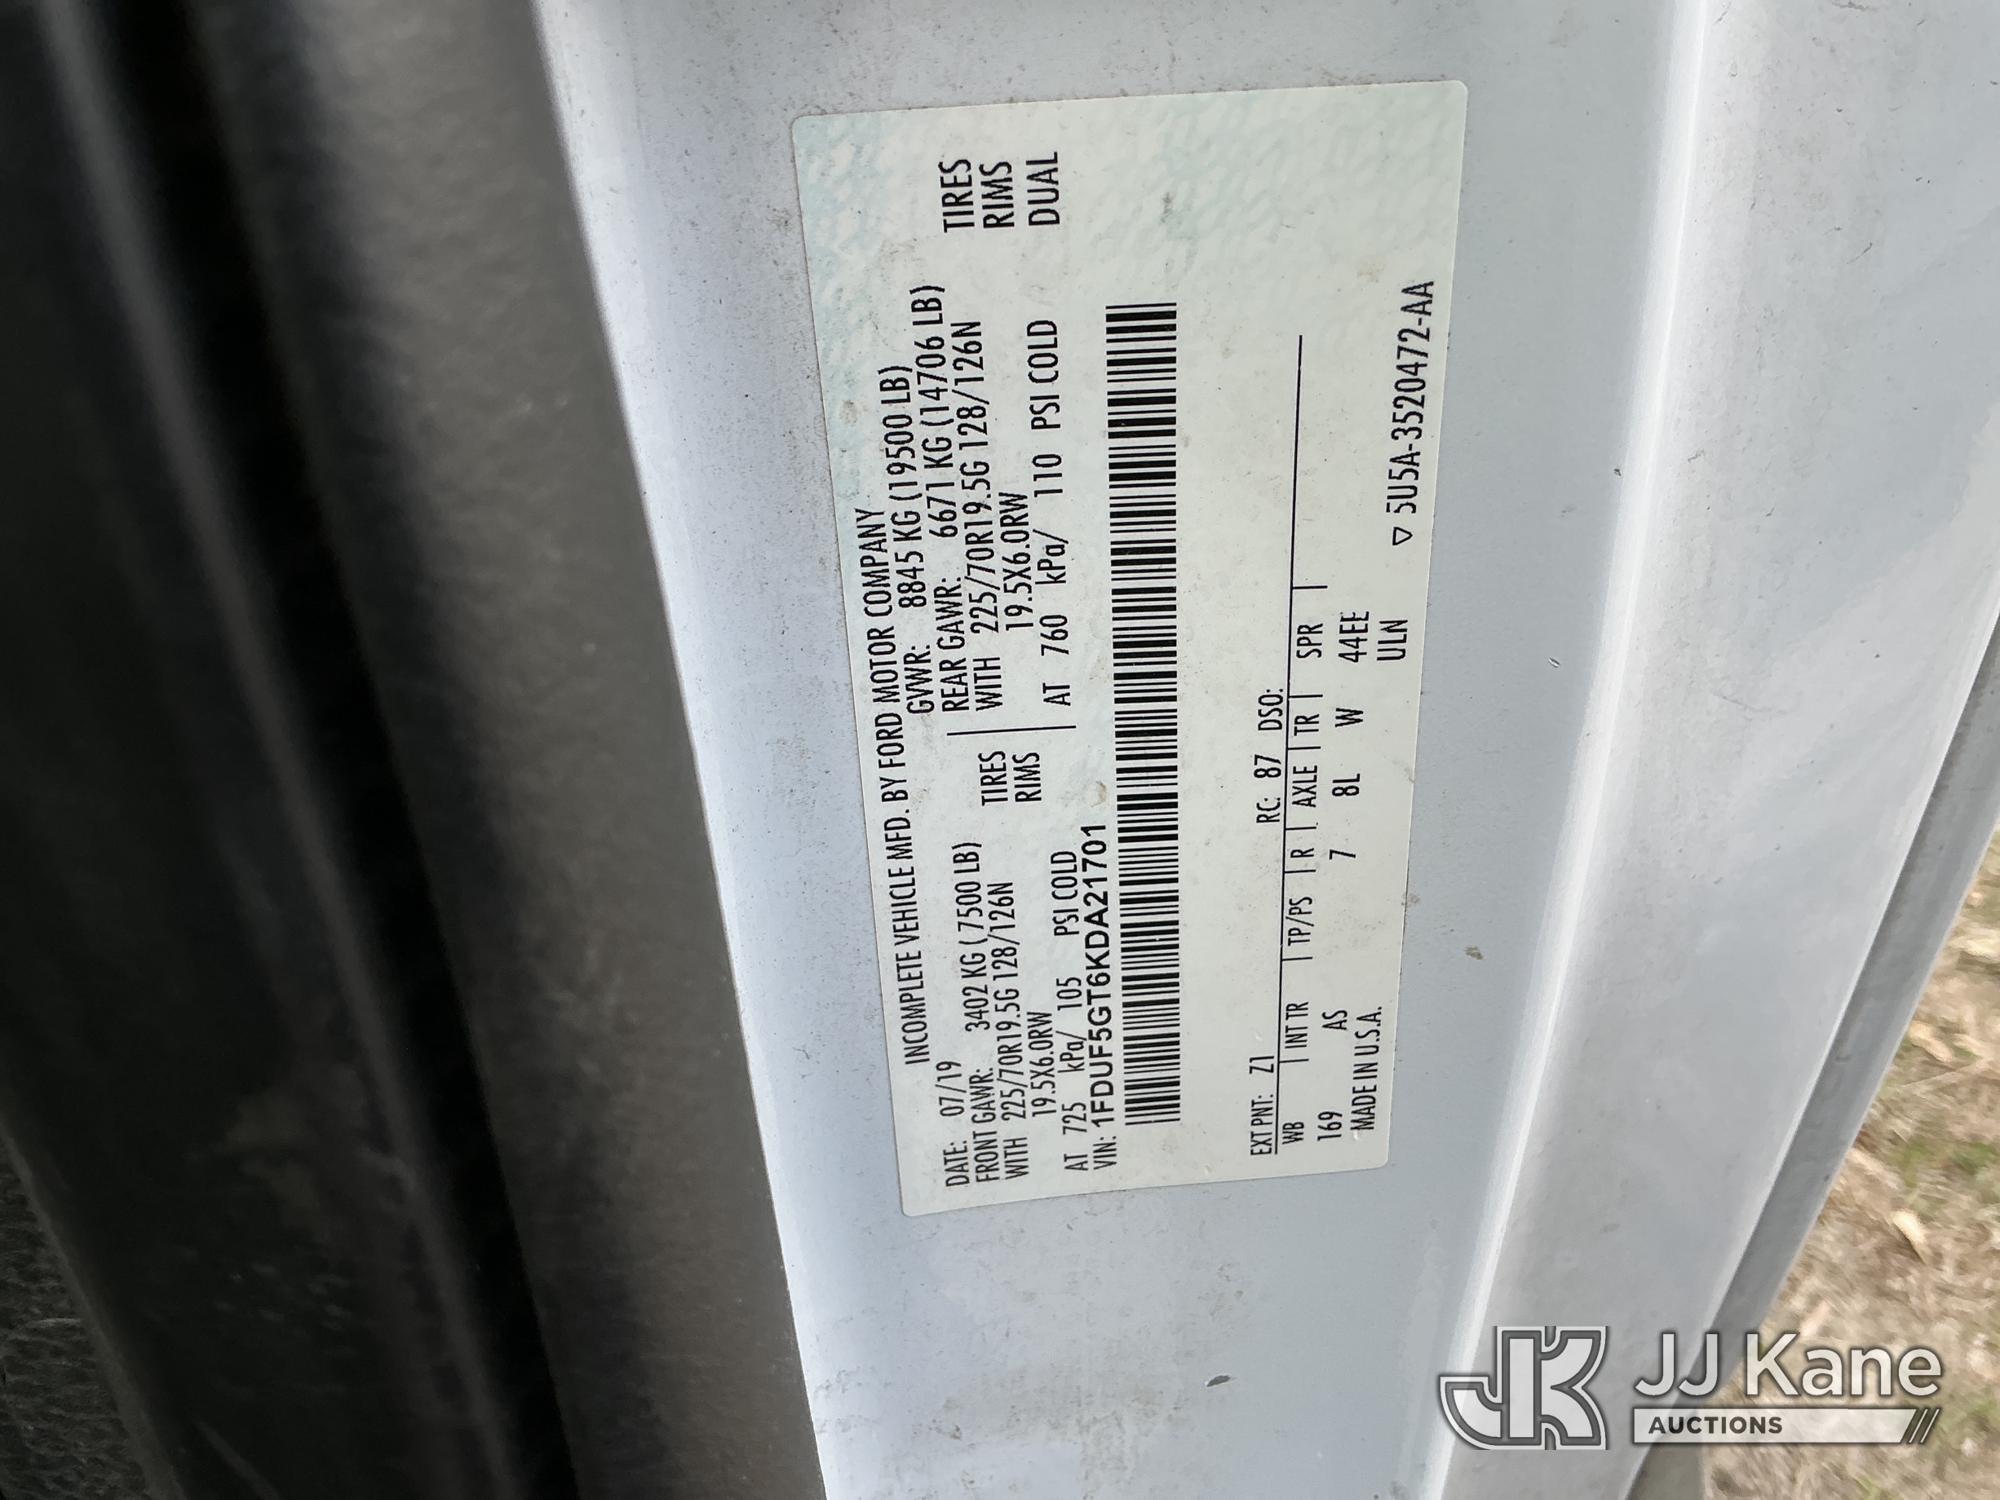 INCOMPLETE VEHICLE MFD. BY FORD MOTOR COMPANY
DATE: 07/19 GVWR: 8845 KG (19500 LB)
FRONT GAWR: 3402 KG (7500 LB) REAR GAWR: 6671 KG (14706 LB)
WITH 225/70R19.5G 128/126N TIRES WITH 225/70R19.5G 128/126N TIRES
19.5X6.0RW RIMS 19.5X6.0RW RIMS
AT 725 kPa/ 105 PSI COLD AT 760 kPa/ 110 PSI COLD DUAL
VIN: 1FDUF5GT6KDA21701
EXT PNT: Z1 RC: 87 DSO:
WB | INT TR | TP/PS | R | AXLE | TR | SPR |
169 AS 7 8L W 44EE
MADE IN U.S.A. ULN
▽ 5U5A-3520472-AA
JK JJ Kane
AUCTIONS